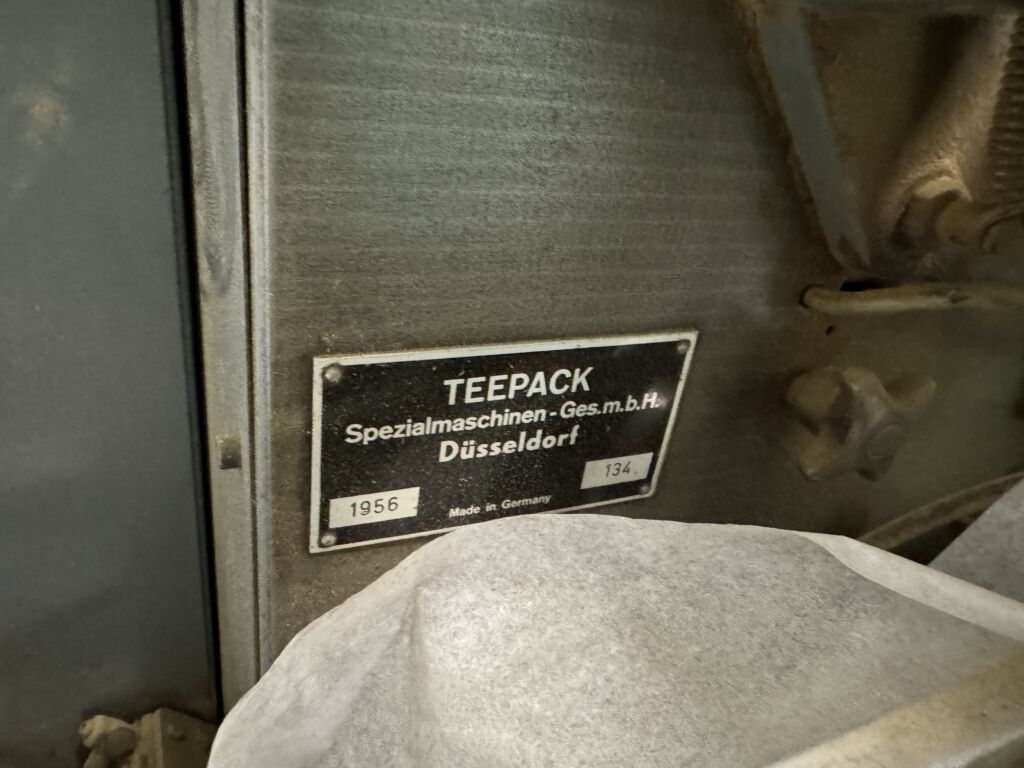 TEEPACK
Spezialmaschinen-Ges.m.b.H.
Düsseldorf
1956 134
Made in Germany